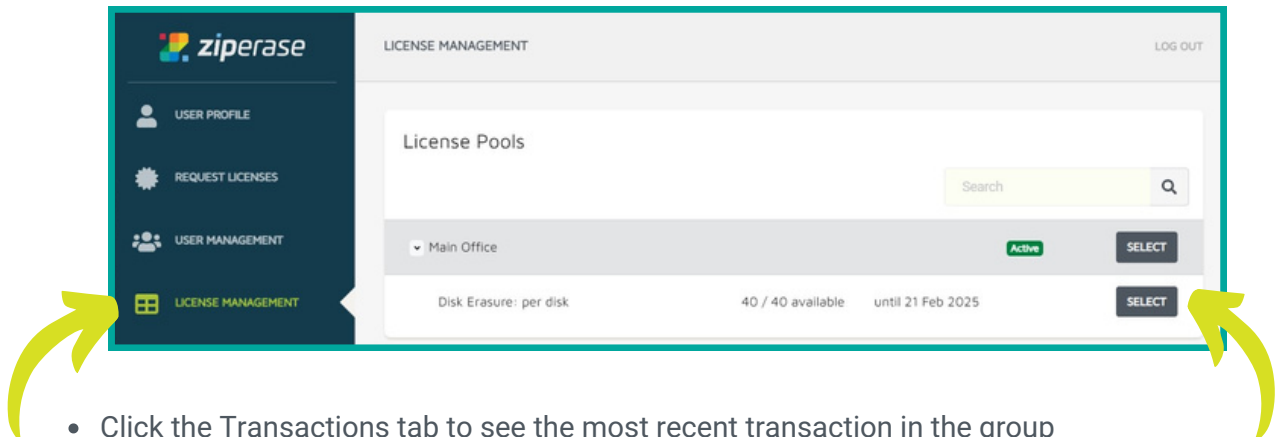 ziperase
LICENSE MANAGEMENT
LOG OUT
USER PROFILE
REQUEST LICENSES
USER MANAGEMENT
LICENSE MANAGEMENT
License Pools
Search
Main Office Active SELECT
Disk Erasure: per disk 40 / 40 available until 21 Feb 2025 SELECT
• Click the Transactions tab to see the most recent transaction in the group